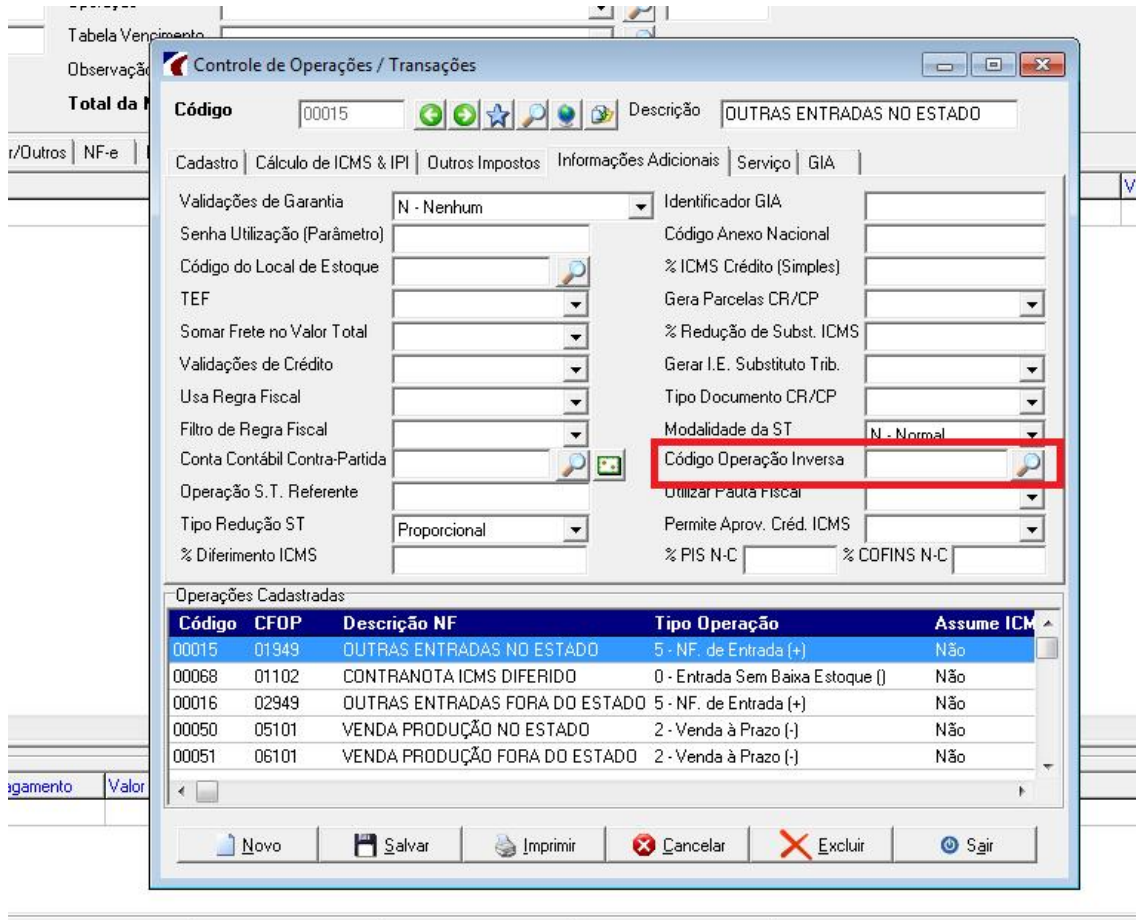 Tabela Vencimento
Observação
Total da
r/Outros NF-e
Controle de Operações / Transações
Código 00015 Descrição OUTRAS ENTRADAS NO ESTADO
Cadastro Cálculo de ICMS & IPI Outros Impostos Informações Adicionais Serviço GIA
Validações de Garantia N - Nenhum Identificador GIA
Senha Utilização (Parâmetro) Código Anexo Nacional
Código do Local de Estoque % ICMS Crédito (Simples)
TEF Gera Parcelas CR/CP
Somar Frete no Valor Total % Redução de Subst. ICMS
Validações de Crédito Gerar I.E. Substituto Trib.
Usa Regra Fiscal Tipo Documento CR/CP
Filtro de Regra Fiscal Modalidade da ST N - Normal
Conta Contábil Contra-Partida Código Operação Inversa
Operação S.T. Referente Utilizar Pauta Fiscal
Tipo Redução ST Proporcional Permite Aprov. Créd. ICMS
% Diferimento ICMS % PIS N-C % COFINS N-C
Operações Cadastradas
Código CFOP Descrição NF Tipo Operação Assume ICM
00015 01949 OUTRAS ENTRADAS NO ESTADO 5 - NF. de Entrada (+) Não
00068 01102 CONTRANOTA ICMS DIFERIDO 0 - Entrada Sem Baixa Estoque () Não
00016 02949 OUTRAS ENTRADAS FORA DO ESTADO 5 - NF. de Entrada (+) Não
00050 05101 VENDA PRODUÇÃO NO ESTADO 2 - Venda à Prazo (-) Não
00051 06101 VENDA PRODUÇÃO FORA DO ESTADO 2 - Venda à Prazo (-) Não
agamento Valor
Novo Salvar Imprimir Cancelar Excluir Sair